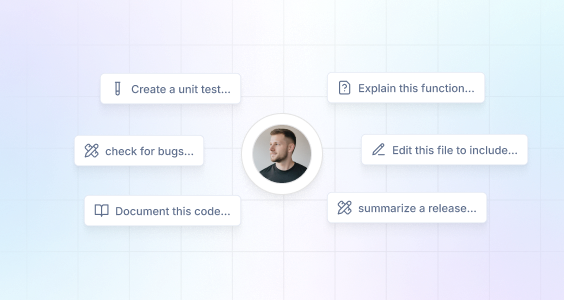 Create a unit test...
Explain this function...
check for bugs...
Edit this file to include...
Document this code...
summarize a release...